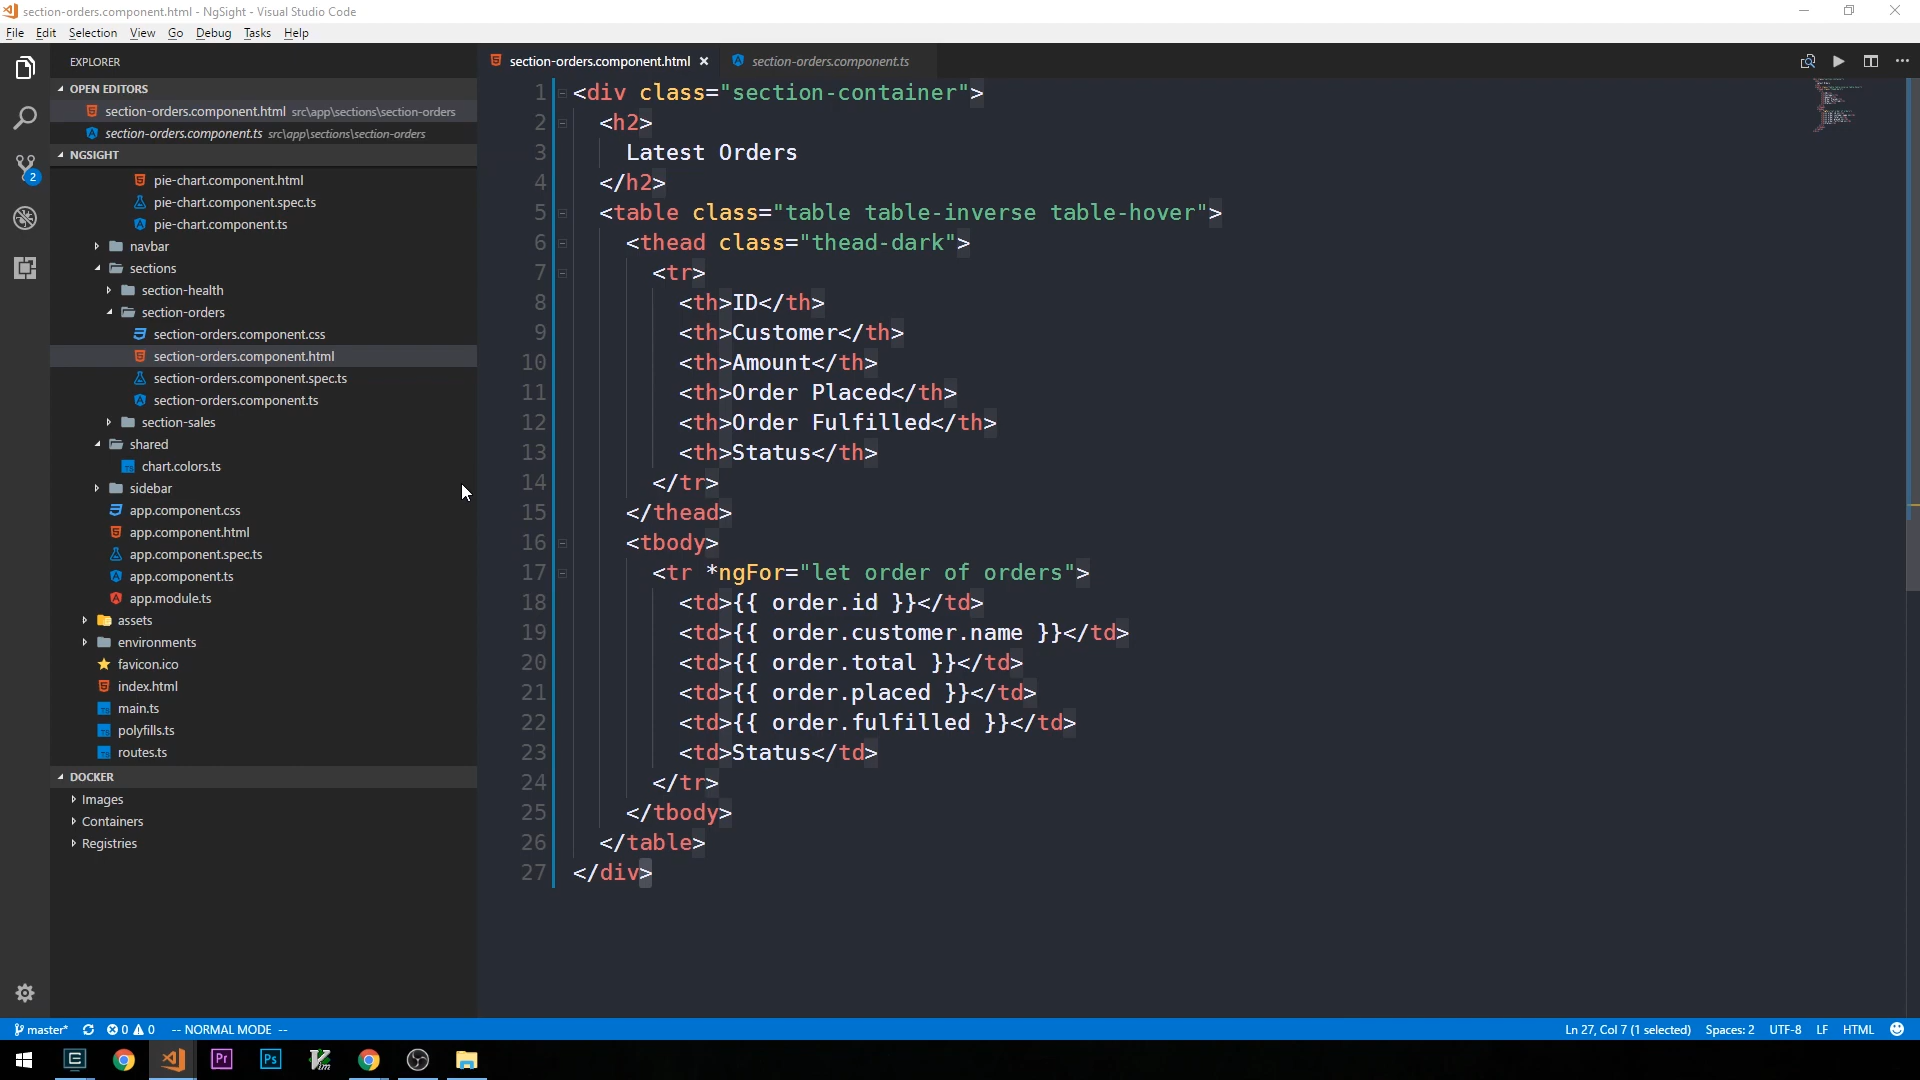 section-orders.component.html - NgSight - Visual Studio Code
File Edit Selection View Go Debug Tasks Help
EXPLORER
OPEN EDITORS
section-orders.component.html src\app\sections\section-orders
section-orders.component.ts src\app\sections\section-orders
NGSIGHT
pie-chart.component.html
pie-chart.component.spec.ts
pie-chart.component.ts
navbar
sections
section-health
section-orders
section-orders.component.css
section-orders.component.html
section-orders.component.spec.ts
section-orders.component.ts
section-sales
shared
chart.colors.ts
sidebar
app.component.css
app.component.html
app.component.spec.ts
app.component.ts
app.module.ts
assets
environments
favicon.ico
index.html
main.ts
polyfills.ts
routes.ts
DOCKER
Images
Containers
Registries
2
section-orders.component.html section-orders.component.ts
1 <div class="section-container">
2 <h2>
3 Latest Orders
4 </h2>
5 <table class="table table-inverse table-hover">
6 <thead class="thead-dark">
7 <tr>
8 <th>ID</th>
9 <th>Customer</th>
10 <th>Amount</th>
11 <th>Order Placed</th>
12 <th>Order Fulfilled</th>
13 <th>Status</th>
14 </tr>
15 </thead>
16 <tbody>
17 <tr *ngFor="let order of orders">
18 <td>{{ order.id }}</td>
19 <td>{{ order.customer.name }}</td>
20 <td>{{ order.total }}</td>
21 <td>{{ order.placed }}</td>
22 <td>{{ order.fulfilled }}</td>
23 <td>Status</td>
24 </tr>
25 </tbody>
26 </table>
27 </div>
master* 0 0 -- NORMAL MODE -- Ln 27, Col 7 (1 selected) Spaces: 2 UTF-8 LF HTML
Pr Ps Vim